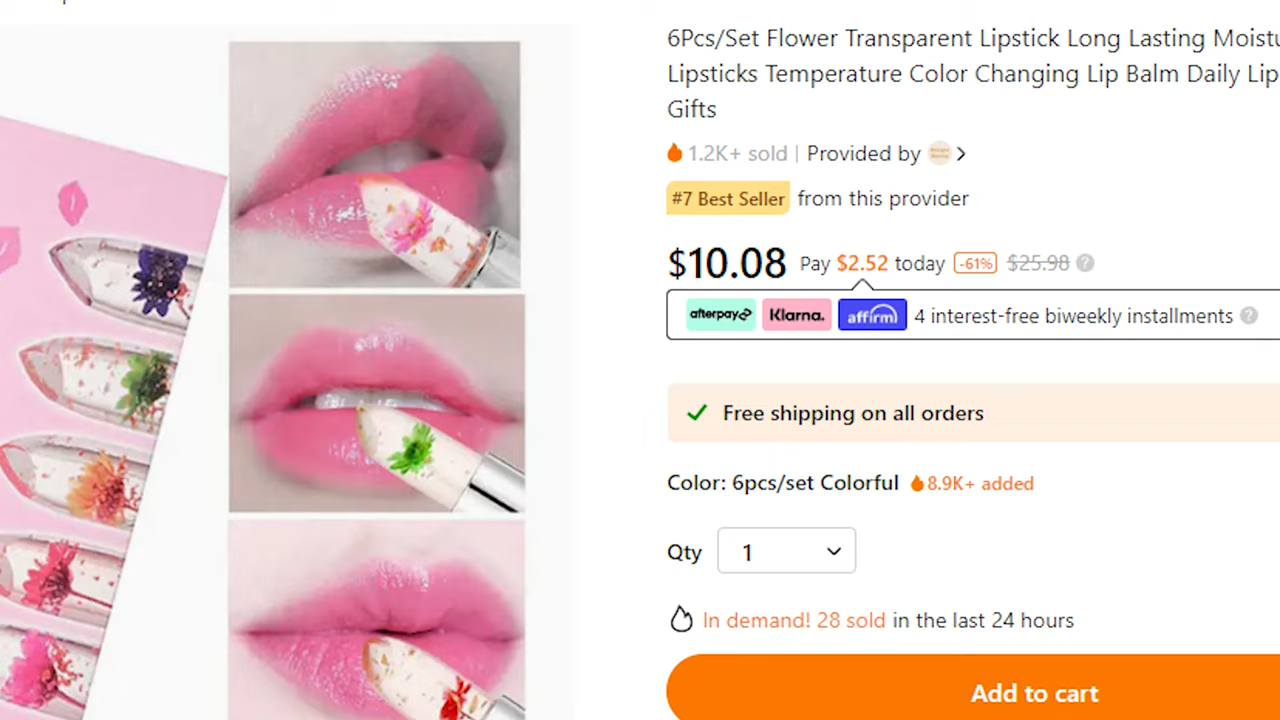 6Pcs/Set Flower Transparent Lipstick Long Lasting
Lipsticks Temperature Color Changing Lip Balm Daily Lip
Gifts
1.2K+ sold | Provided by
#7 Best Seller from this provider
$10.08 Pay $2.52 today -61% $25.98 ?
afterpay Klarna. affirm 4 interest-free biweekly installments ?
Free shipping on all orders
Color: 6pcs/set Colorful 8.9K+ added
Qty 1
In demand! 28 sold in the last 24 hours
Add to cart